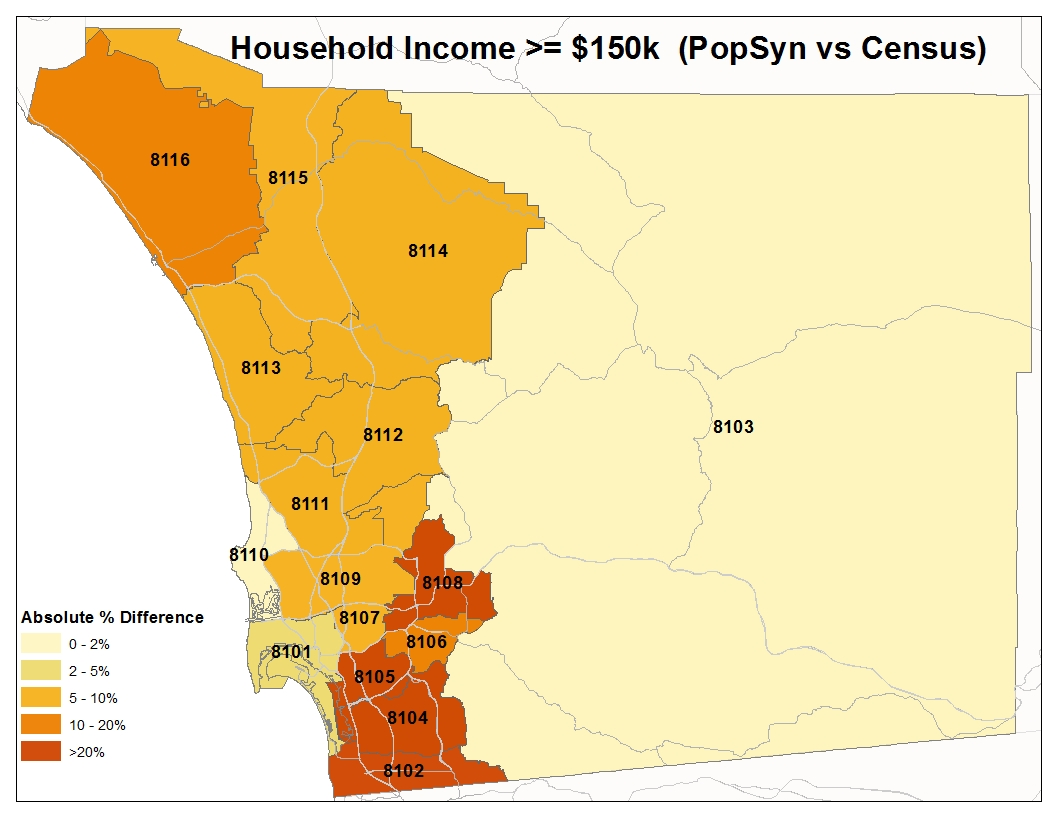 Household Income >= $150k  (PopSyn vs Census)
8116
8115
8114
8113
8112
8103
8111
8110
8109
8108
8107
8106
8101
8105
8104
8102
Absolute % Difference
0 - 2%
2 - 5%
5 - 10%
10 - 20%
>20%